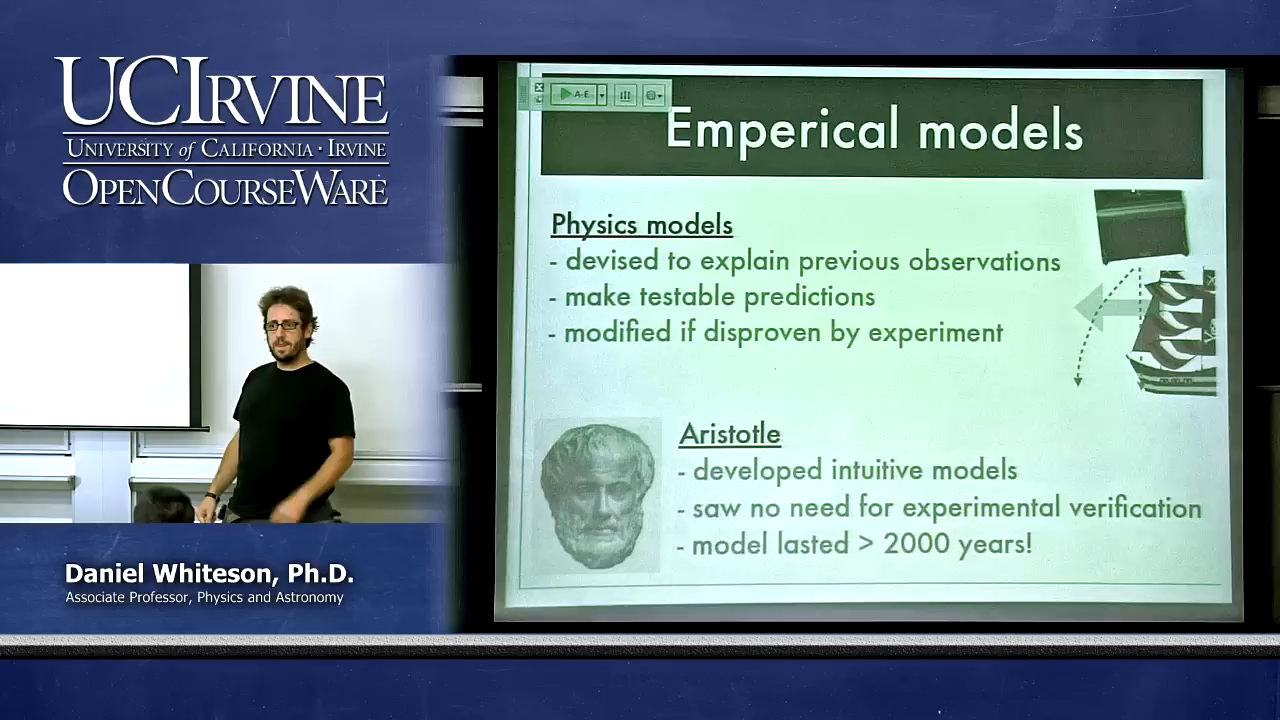 UCIRVINE
UNIVERSITY of CALIFORNIA · IRVINE
OPENCOURSEWARE
A-E
Emperical models
Physics models
- devised to explain previous observations
- make testable predictions
- modified if disproven by experiment
Aristotle
- developed intuitive models
- saw no need for experimental verification
- model lasted > 2000 years!
Daniel Whiteson, Ph.D.
Associate Professor, Physics and Astronomy